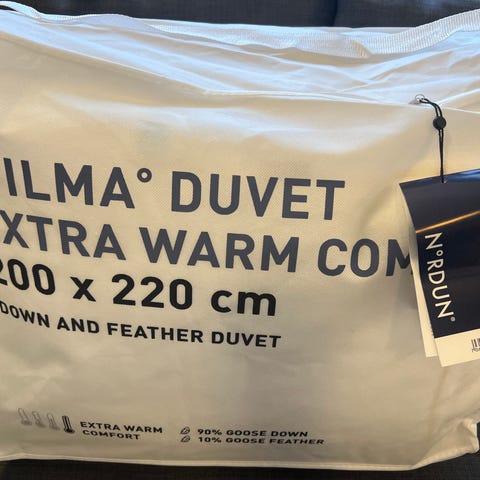 ILMA° DUVET
XTRA WARM COM
200 x 220 cm
DOWN AND FEATHER DUVET
EXTRA WARM
COMFORT
90% GOOSE DOWN
10% GOOSE FEATHER
N°RDUN°